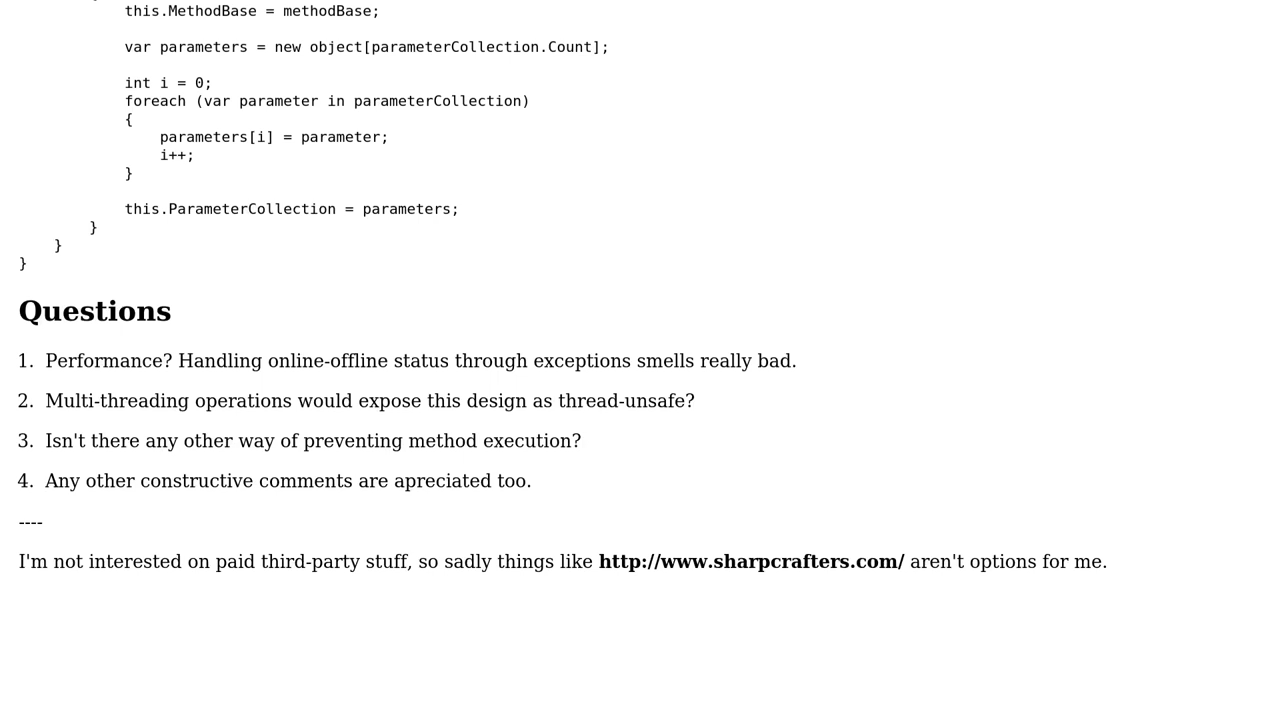 this.MethodBase = methodBase;
var parameters = new object[parameterCollection.Count];
int i = 0;
foreach (var parameter in parameterCollection)
{
parameters[i] = parameter;
i++;
}
this.ParameterCollection = parameters;
}
}
}
Questions
1. Performance? Handling online-offline status through exceptions smells really bad.
2. Multi-threading operations would expose this design as thread-unsafe?
3. Isn't there any other way of preventing method execution?
4. Any other constructive comments are apreciated too.
----
I'm not interested on paid third-party stuff, so sadly things like http://www.sharpcrafters.com/ aren't options for me.